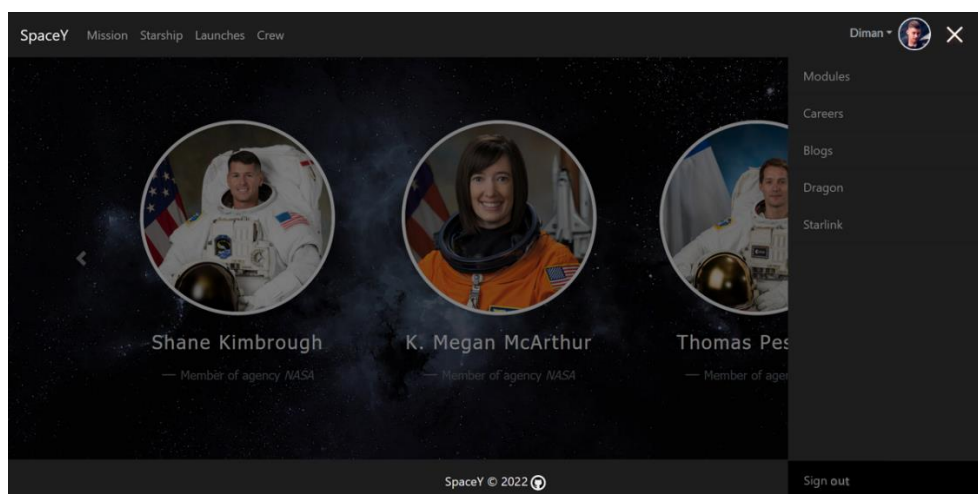 SpaceY Mission Starship Launches Crew Diman
Modules
Careers
Blogs
Dragon
Starlink
Shane Kimbrough K. Megan McArthur Thomas Pes
— Member of agency NASA — Member of agency NASA — Member of agen
SpaceY © 2022
Sign out